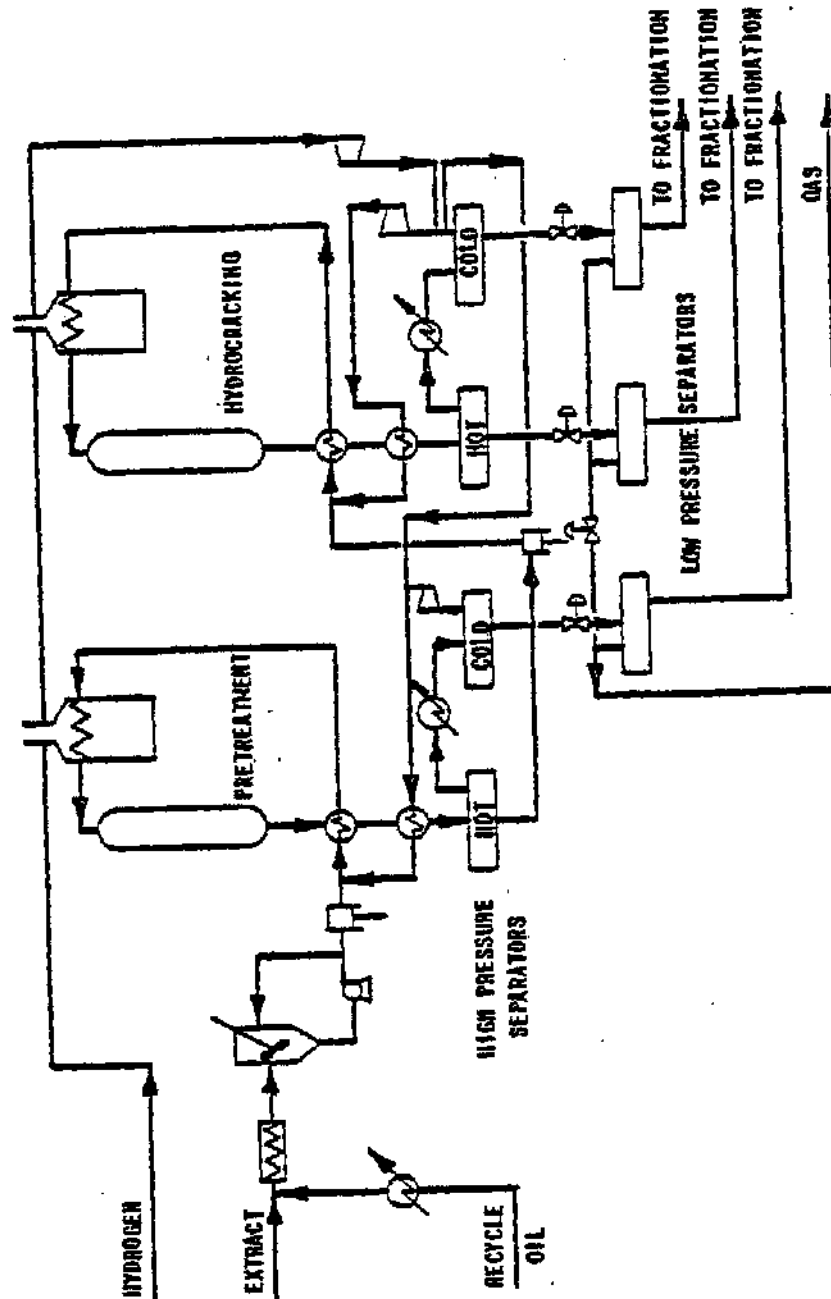 HYDROGEN
EXTRACT
RECYCLE
OIL
PRETREATMENT
HYDROCRACKING
HIGH PRESSURE
SEPARATORS
HOT
COLD
HOT
COLD
LOW PRESSURE SEPARATORS
TO FRACTIONATION
TO FRACTIONATION
TO FRACTIONATION
GAS